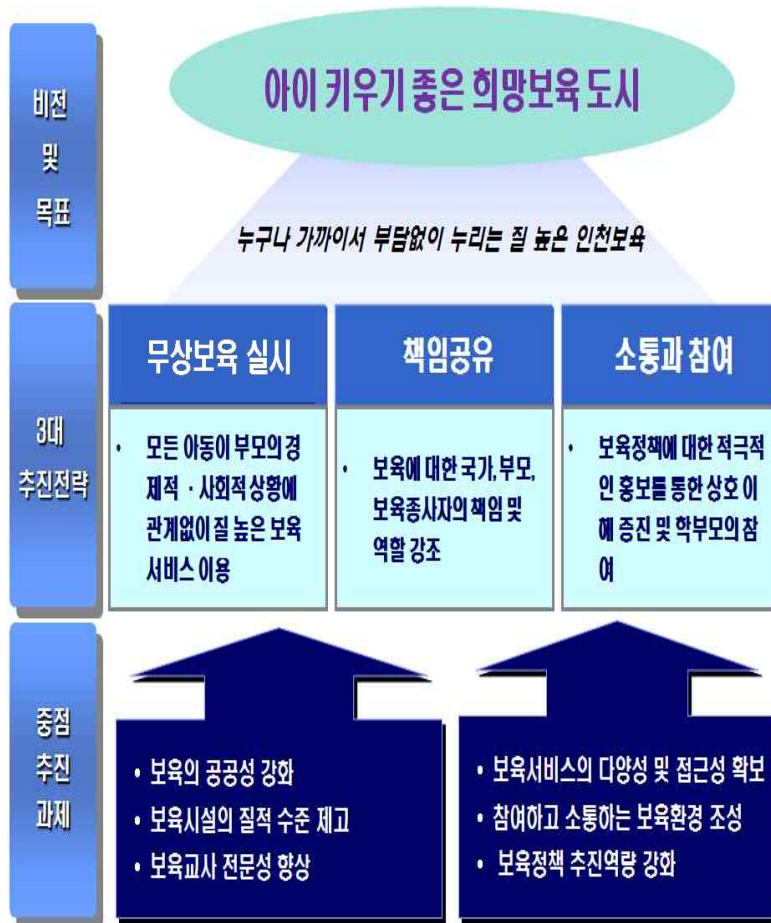 비전
및
목표
아이 키우기 좋은 희망보육 도시
누구나 가까이서 부담없이 누리는 질 높은 인천보육
3대
추진전략
무상보육 실시
• 모든 아동이 부모의 경
제적 · 사회적 상황에
관계없이 질 높은 보육
서비스 이용
책임공유
• 보육에 대한 국가, 부모,
보육종사자의 책임 및
역할 강조
소통과 참여
• 보육정책에 대한 적극적
인 홍보를 통한 상호 이
해 증진 및 학부모의 참
여
중점
추진
과제
• 보육의 공공성 강화
• 보육시설의 질적 수준 제고
• 보육교사 전문성 향상
• 보육서비스의 다양성 및 접근성 확보
• 참여하고 소통하는 보육환경 조성
• 보육정책 추진역량 강화